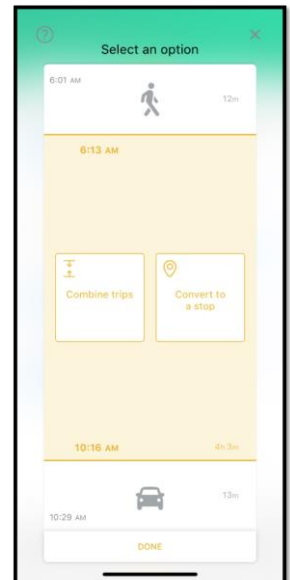 Select an option
6:01 AM
12m
6:13 AM
Combine trips
Convert to
a stop
10:16 AM
4h 3m
13m
10:29 AM
DONE